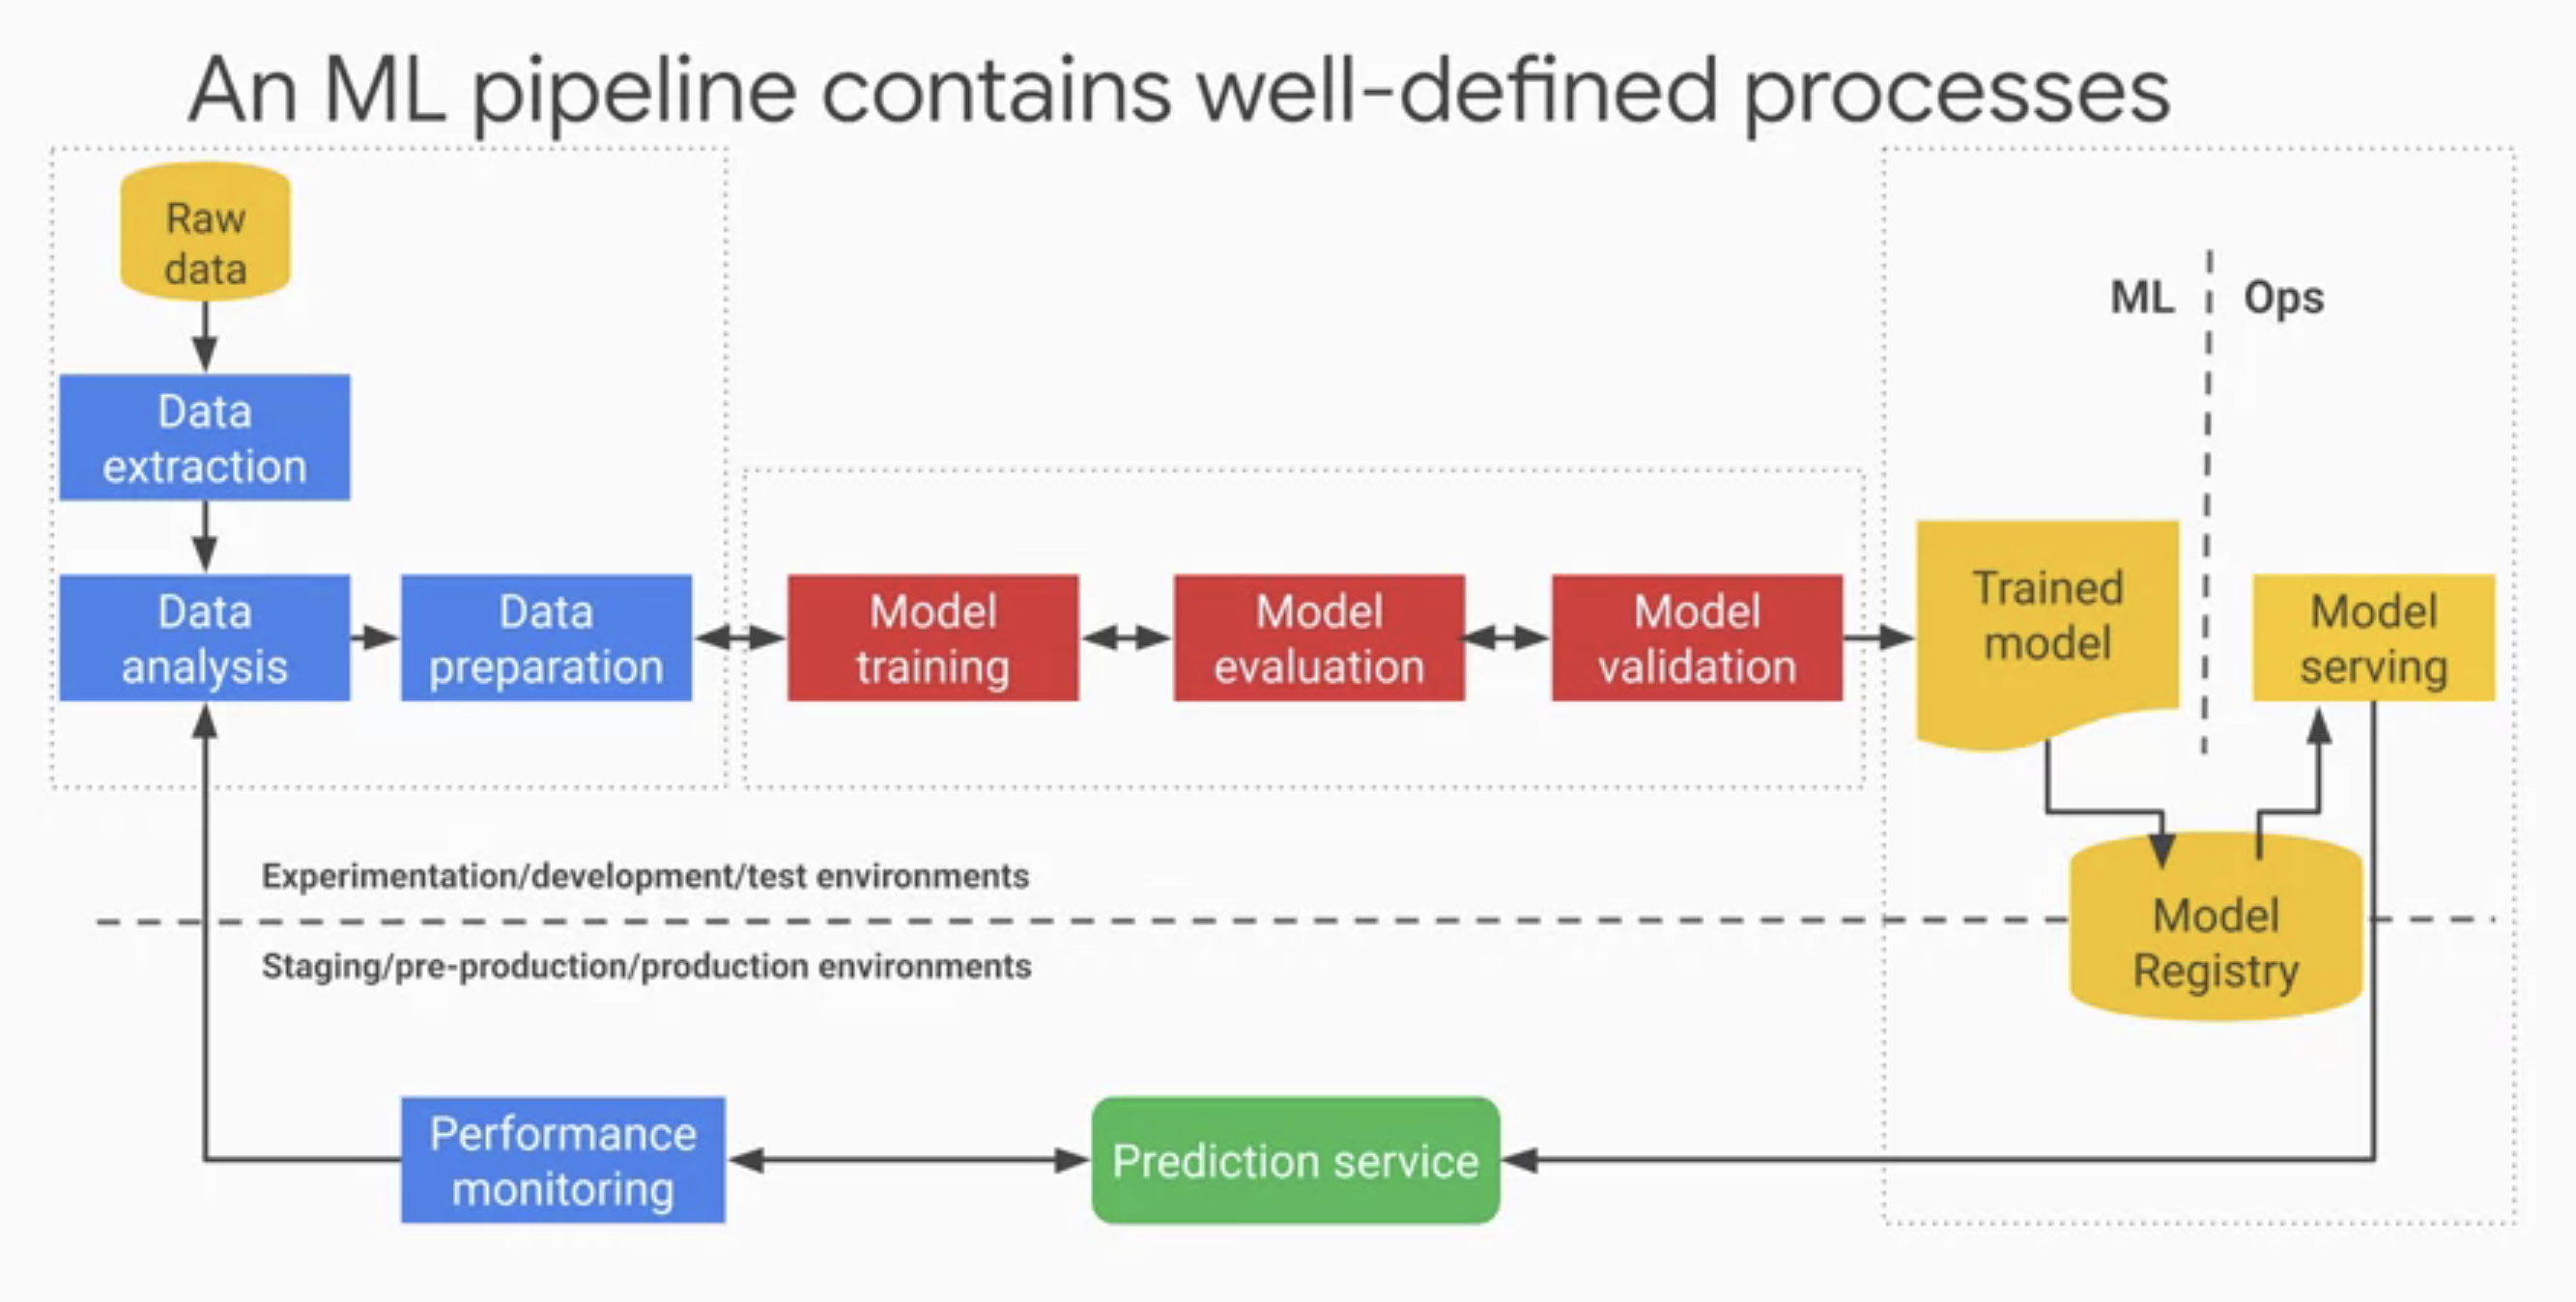 An ML pipeline contains well-defined processes
Raw
data
Data
extraction
Data
analysis
Data
preparation
Model
training
Model
evaluation
Model
validation
Trained
model
ML
Ops
Model
serving
Model
Registry
Experimentation/development/test environments
Staging/pre-production/production environments
Performance
monitoring
Prediction service